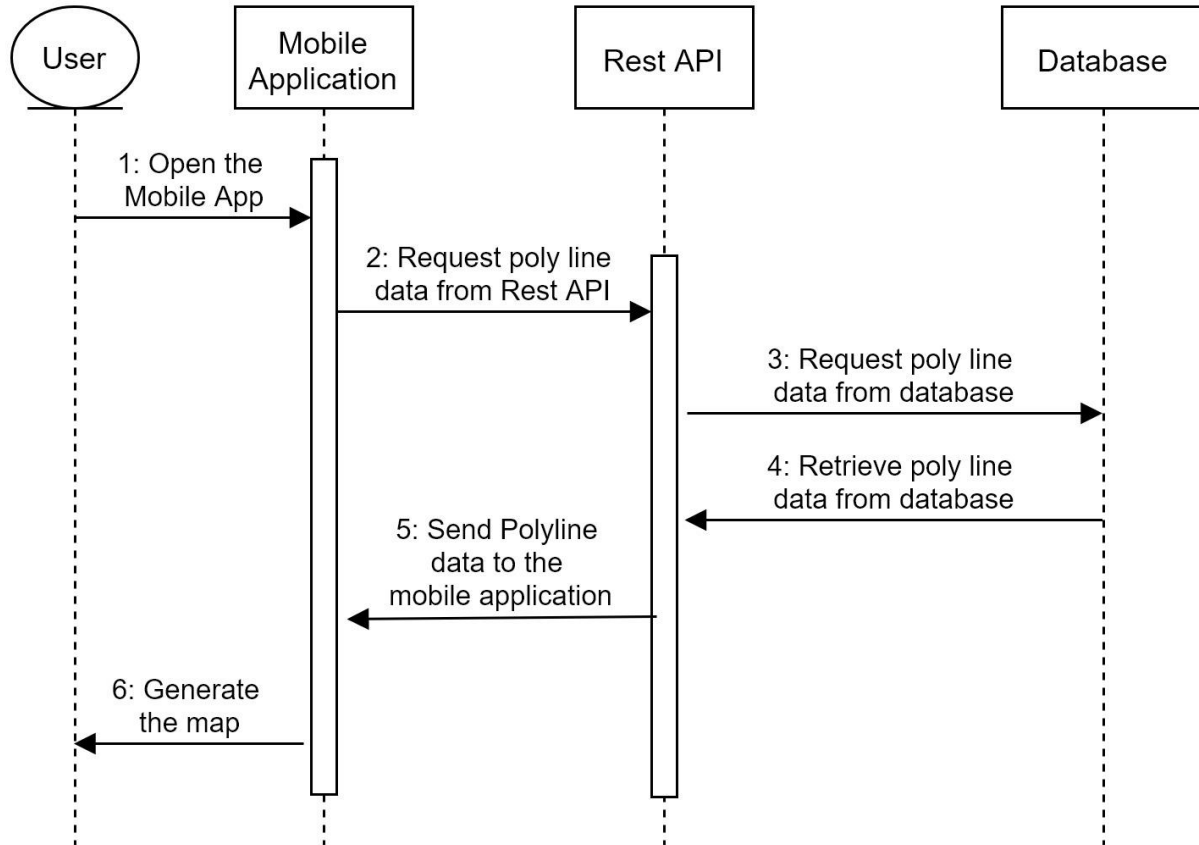 User
Mobile
Application
Rest API
Database
1: Open the
Mobile App
2: Request poly line
data from Rest API
3: Request poly line
data from database
4: Retrieve poly line
data from database
5: Send Polyline
data to the
mobile application
6: Generate
the map